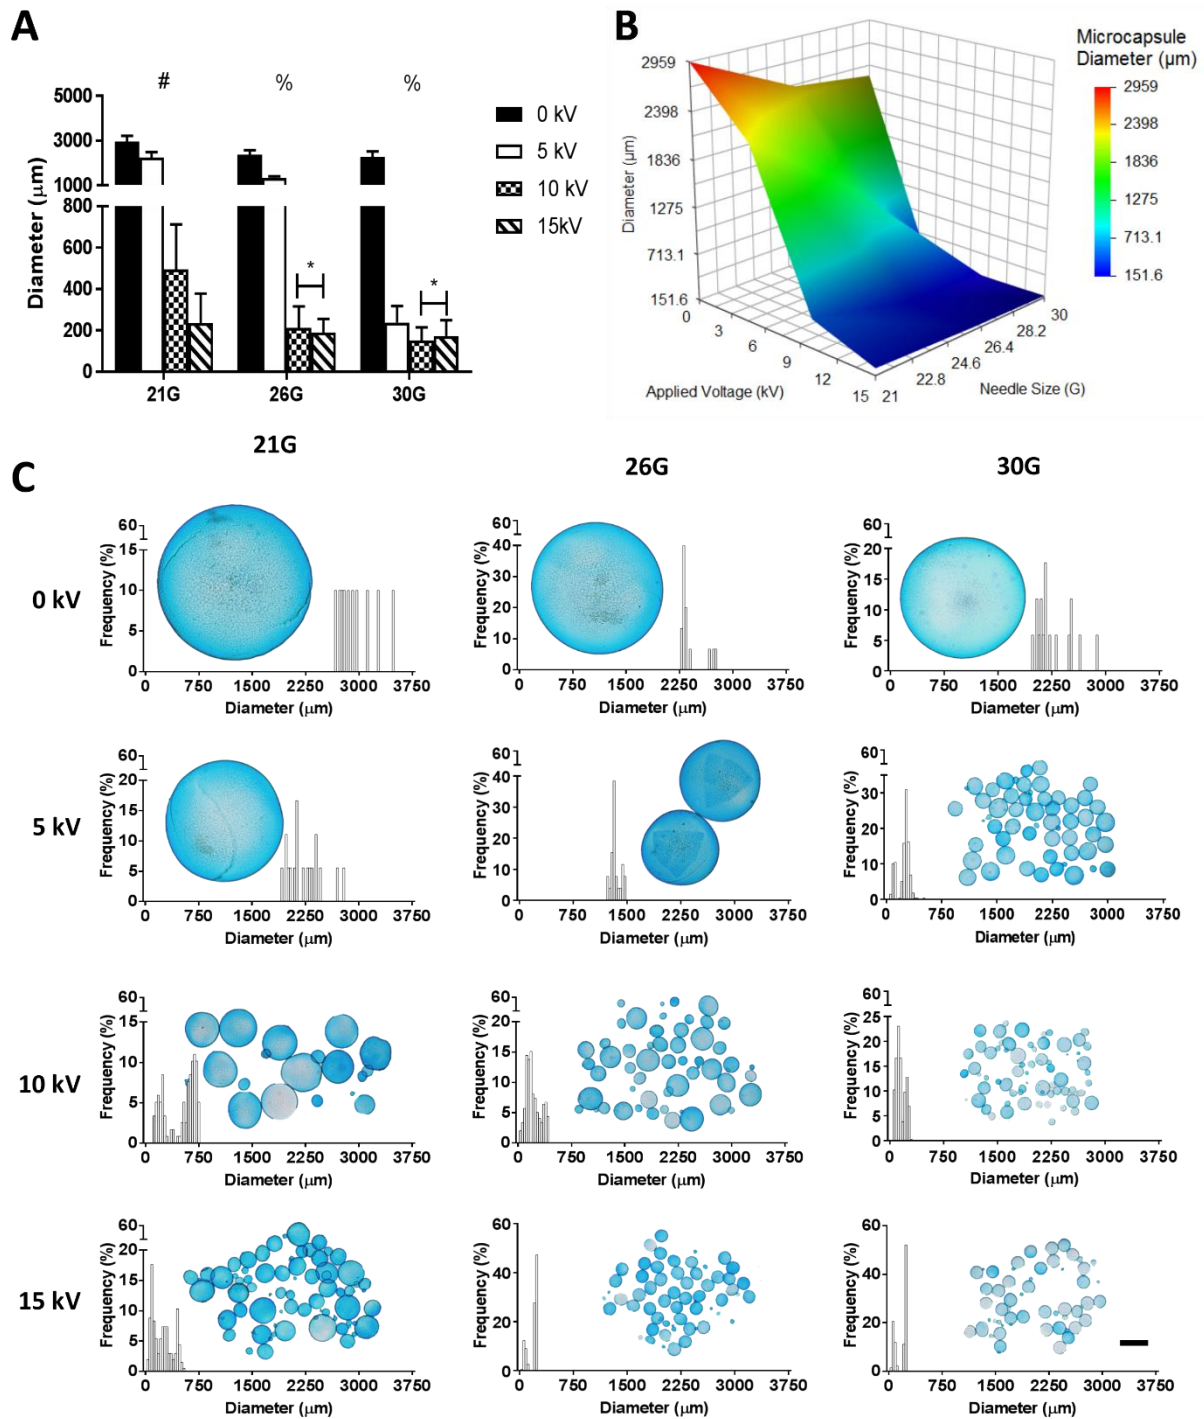 A
# % %
5000
3000
1000
800
600
400
200
0
Diameter (μm)
* *
21G 26G 30G
0 kV
5 kV
10 kV
15kV
B
2959
2398
1836
1275
713.1
151.6
Diameter (μm)
0 3 6 9 12 15
Applied Voltage (kV)
21 22.8 24.6 26.4 28.2 30
Needle Size (G)
Microcapsule
Diameter (μm)
2959
2398
1836
1275
713.1
151.6
C
21G 26G 30G
0 kV
Frequency (%)
60
15
10
5
0
0 750 1500 2250 3000 3750
Diameter (μm)
Frequency (%)
60
40
30
20
10
0
0 750 1500 2250 3000 3750
Diameter (μm)
Frequency (%)
60
20
15
10
5
0
0 750 1500 2250 3000 3750
Diameter (μm)
5 kV
Frequency (%)
60
20
15
10
5
0
0 750 1500 2250 3000 3750
Diameter (μm)
Frequency (%)
60
40
30
20
10
0
0 750 1500 2250 3000 3750
Diameter (μm)
Frequency (%)
60
30
20
10
0
0 750 1500 2250 3000 3750
Diameter (μm)
10 kV
Frequency (%)
60
15
10
5
0
0 750 1500 2250 3000 3750
Diameter (μm)
Frequency (%)
60
20
15
10
5
0
0 750 1500 2250 3000 3750
Diameter (μm)
Frequency (%)
60
25
20
15
10
5
0
0 750 1500 2250 3000 3750
Diameter (μm)
15 kV
Frequency (%)
60
20
15
10
5
0
0 750 1500 2250 3000 3750
Diameter (μm)
Frequency (%)
60
40
20
0
0 750 1500 2250 3000 3750
Diameter (μm)
Frequency (%)
60
40
20
0
0 750 1500 2250 3000 3750
Diameter (μm)